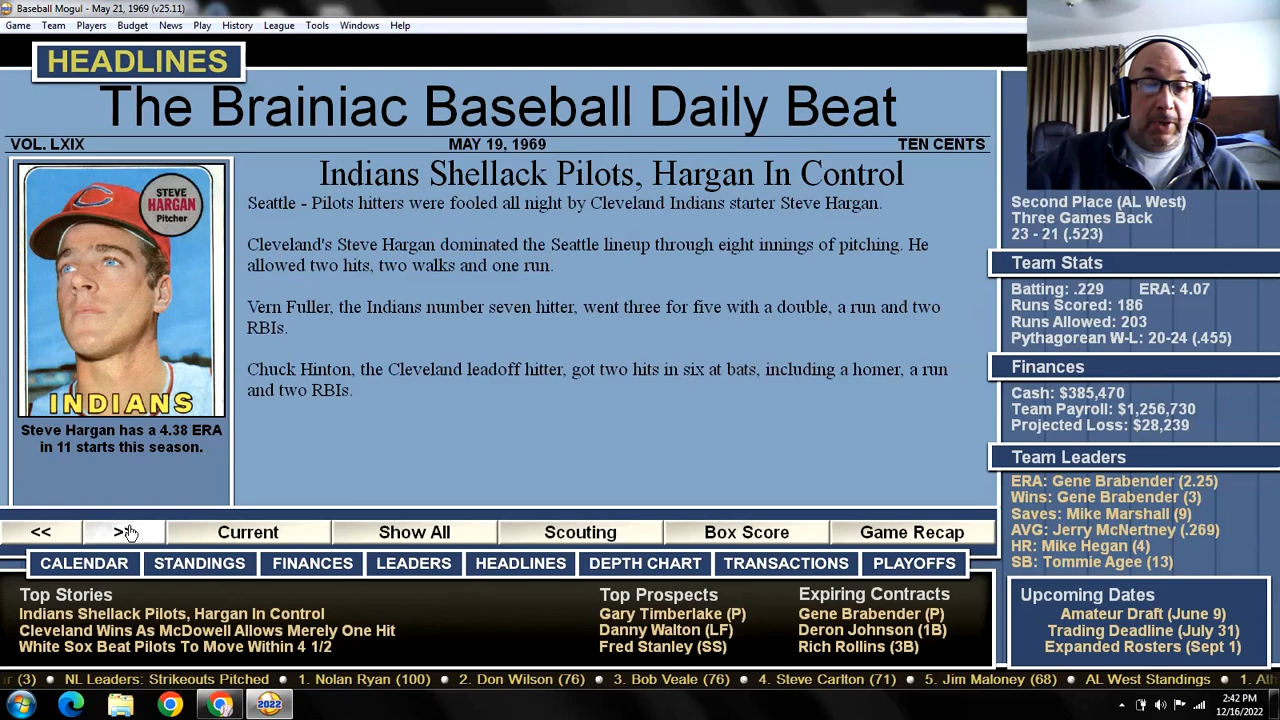 Baseball Mogul - May 21, 1969 (v25.11)
Game Team Players Budget News Play History League Tools Windows Help
HEADLINES
The Brainiac Baseball Daily Beat
VOL. LXIX MAY 19, 1969 TEN CENTS
STEVE
HARGAN
Pitcher
INDIANS
Steve Hargan has a 4.38 ERA
in 11 starts this season.
Indians Shellack Pilots, Hargan In Control
Seattle - Pilots hitters were fooled all night by Cleveland Indians starter Steve Hargan.
Cleveland's Steve Hargan dominated the Seattle lineup through eight innings of pitching. He
allowed two hits, two walks and one run.
Vern Fuller, the Indians number seven hitter, went three for five with a double, a run and two
RBIs.
Chuck Hinton, the Cleveland leadoff hitter, got two hits in six at bats, including a homer, a run
and two RBIs.
Second Place (AL West)
Three Games Back
23 - 21 (.523)
Team Stats
Batting: .229 ERA: 4.07
Runs Scored: 186
Runs Allowed: 203
Pythagorean W-L: 20-24 (.455)
Finances
Cash: $385,470
Team Payroll: $1,256,730
Projected Loss: $28,239
Team Leaders
ERA: Gene Brabender (2.25)
Wins: Gene Brabender (3)
Saves: Mike Marshall (9)
AVG: Jerry McNertney (.269)
HR: Mike Hegan (4)
SB: Tommie Agee (13)
<< >> Current Show All Scouting Box Score Game Recap
CALENDAR STANDINGS FINANCES LEADERS HEADLINES DEPTH CHART TRANSACTIONS PLAYOFFS
Top Stories
Indians Shellack Pilots, Hargan In Control
Cleveland Wins As McDowell Allows Merely One Hit
White Sox Beat Pilots To Move Within 4 1/2
Top Prospects
Gary Timberlake (P)
Danny Walton (LF)
Fred Stanley (SS)
Expiring Contracts
Gene Brabender (P)
Deron Johnson (1B)
Rich Rollins (3B)
Upcoming Dates
Amateur Draft (June 9)
Trading Deadline (July 31)
Expanded Rosters (Sept 1)
(3) • NL Leaders: Strikeouts Pitched • 1. Nolan Ryan (100) • 2. Don Wilson (76) • 3. Bob Veale (76) • 4. Steve Carlton (71) • 5. Jim Maloney (68) • AL West Standings • 1. Ath
2022
2:42 PM
12/16/2022